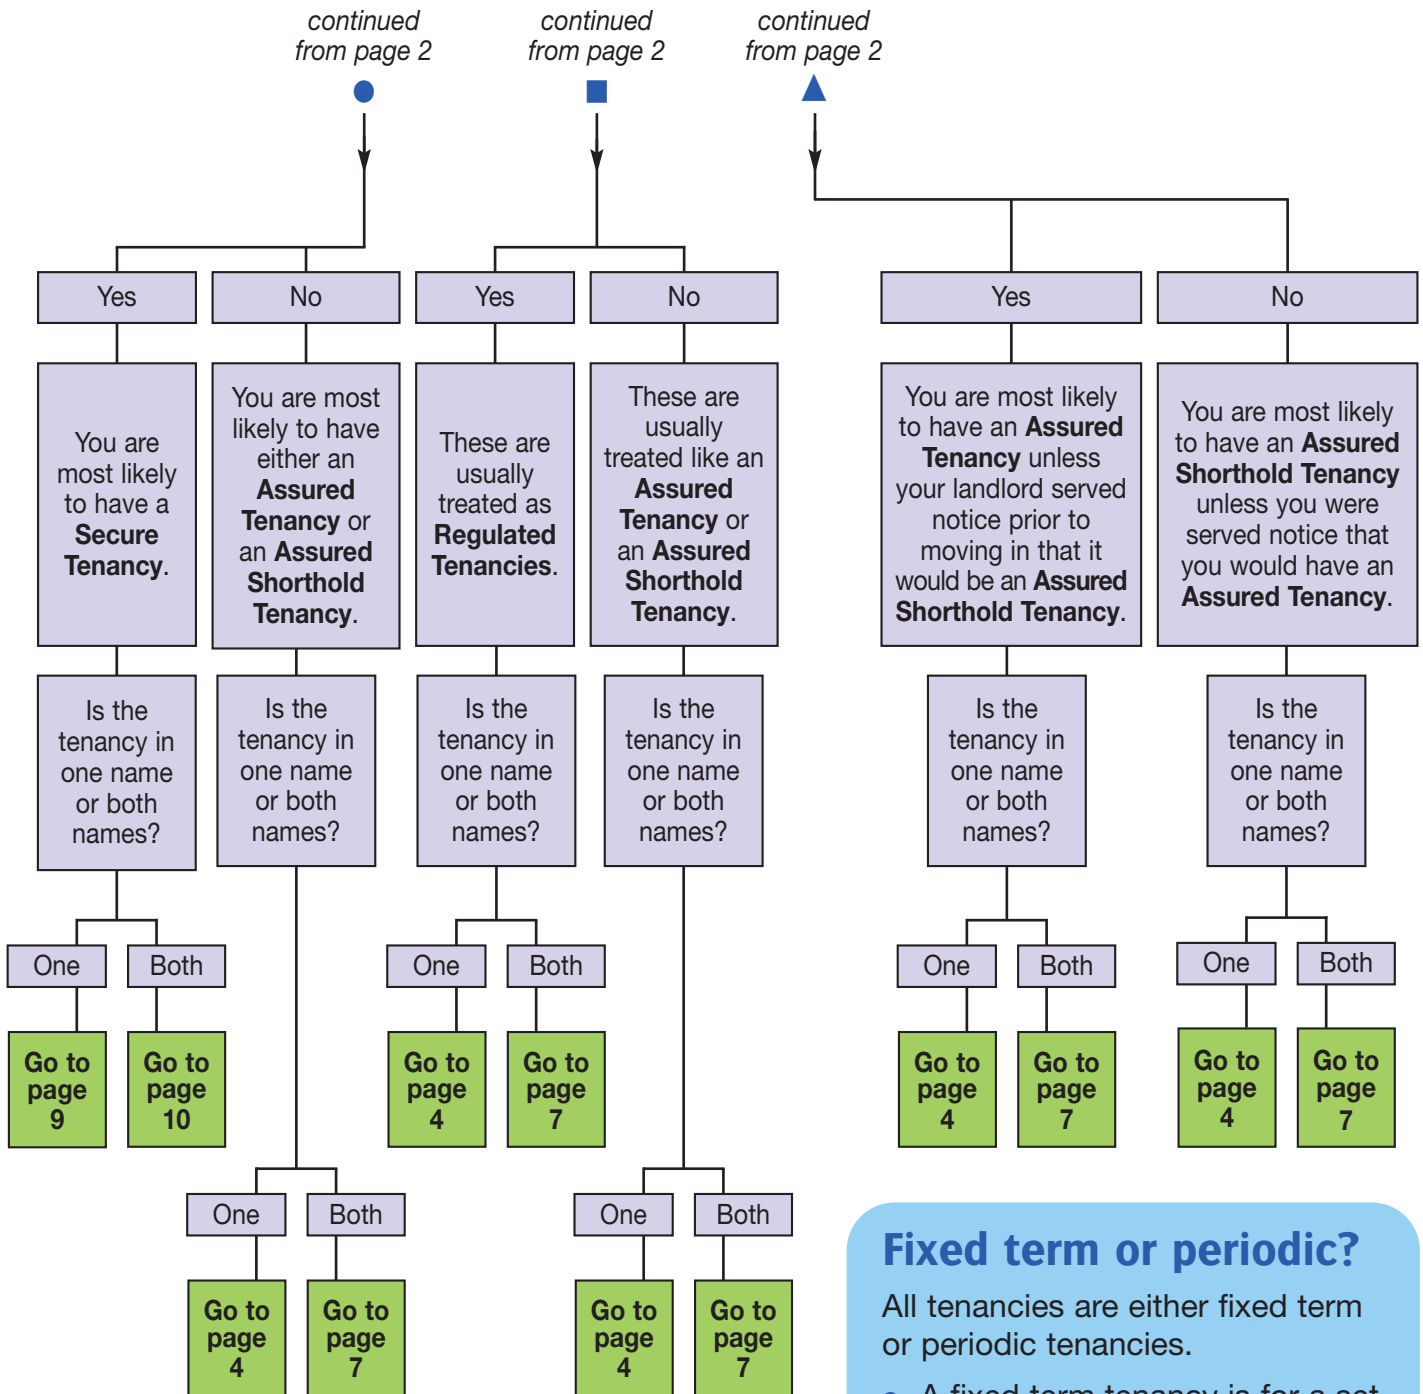 continued
from page 2
continued
from page 2
continued
from page 2
Yes
No
Yes
No
Yes
No
You are
most likely
to have a
Secure
Tenancy.
You are most
likely to have
either an
Assured
Tenancy or
an Assured
Shorthold
Tenancy.
These are
usually
treated as
Regulated
Tenancies.
These are
usually
treated like an
Assured
Tenancy or
an Assured
Shorthold
Tenancy.
You are most likely
to have an Assured
Tenancy unless
your landlord served
notice prior to
moving in that it
would be an Assured
Shorthold Tenancy.
You are most likely
to have an Assured
Shorthold Tenancy
unless you were
served notice that
you would have an
Assured Tenancy.
Is the
tenancy in
one name
or both
names?
Is the
tenancy in
one name
or both
names?
Is the
tenancy in
one name
or both
names?
Is the
tenancy in
one name
or both
names?
Is the
tenancy in
one name
or both
names?
Is the
tenancy in
one name
or both
names?
One
Both
One
Both
One
Both
One
Both
Go to
page
9
Go to
page
10
Go to
page
4
Go to
page
7
Go to
page
4
Go to
page
7
Go to
page
4
Go to
page
7
One
Both
One
Both
Go to
page
4
Go to
page
7
Go to
page
4
Go to
page
7
Fixed term or periodic?
All tenancies are either fixed term
or periodic tenancies.
• A fixed term tenancy is for a set